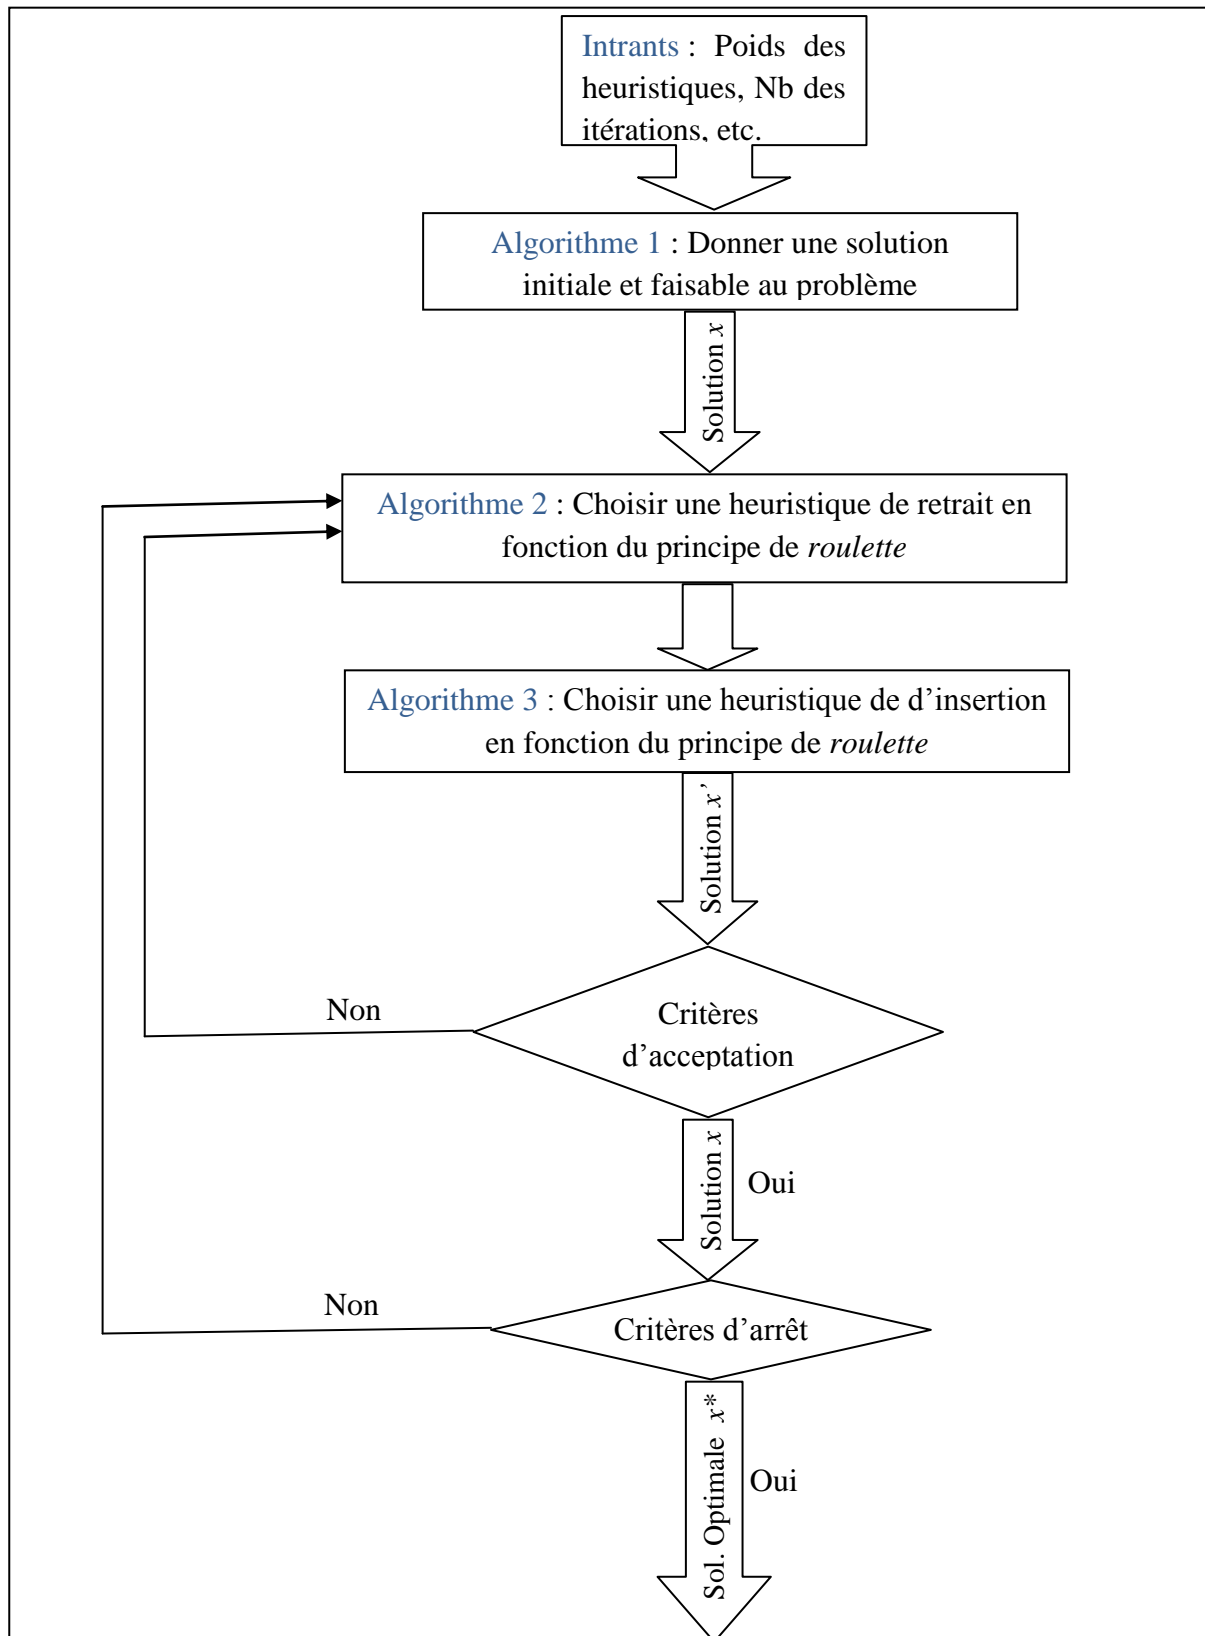 Intrants : Poids des
heuristiques, Nb des
itérations, etc.
Algorithme 1 : Donner une solution
initiale et faisable au problème
Solution x
Algorithme 2 : Choisir une heuristique de retrait en
fonction du principe de roulette
Algorithme 3 : Choisir une heuristique de d’insertion
en fonction du principe de roulette
Solution x’
Non
Critères
d’acceptation
Solution x
Oui
Non
Critères d’arrêt
Sol. Optimale x*
Oui